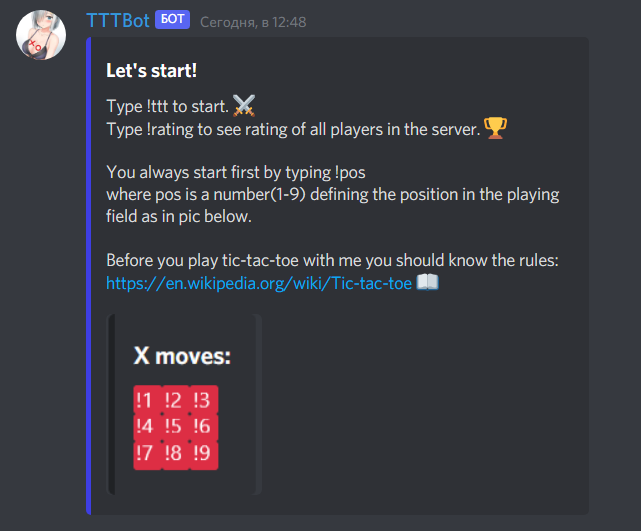 TTTBot БОТ Сегодня, в 12:48
Let's start!
Type !ttt to start.
Type !rating to see rating of all players in the server.
You always start first by typing !pos
where pos is a number(1-9) defining the position in the playing
field as in pic below.
Before you play tic-tac-toe with me you should know the rules:
https://en.wikipedia.org/wiki/Tic-tac-toe
X moves:
!1 !2 !3
!4 !5 !6
!7 !8 !9